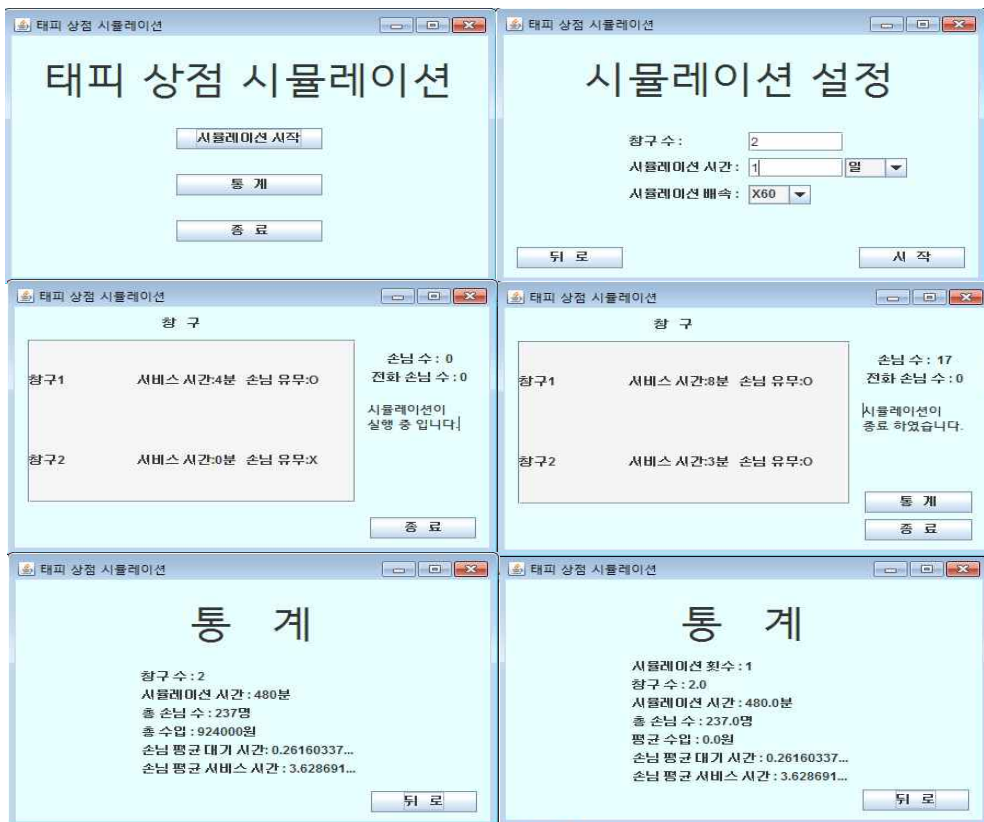 태피 상점 시뮬레이션
태피 상점 시뮬레이션
시뮬레이션 시작
통 계
종 료
태피 상점 시뮬레이션
시뮬레이션 설정
창구 수 : 2
시뮬레이션 시간 : 1 일
시뮬레이션 배속 : X60
뒤 로
시 작
태피 상점 시뮬레이션
창 구
창구1 서비스 시간:4분 손님 유무:O
창구2 서비스 시간:0분 손님 유무:X
손님 수 : 0
전화 손님 수 : 0
시뮬레이션이
실행 중 입니다.
종 료
태피 상점 시뮬레이션
창 구
창구1 서비스 시간:8분 손님 유무:O
창구2 서비스 시간:3분 손님 유무:O
손님 수 : 17
전화 손님 수 : 0
시뮬레이션이
종료 하였습니다.
통 계
종 료
태피 상점 시뮬레이션
통 계
창구 수 : 2
시뮬레이션 시간 : 480분
총 손님 수 : 237명
총 수입 : 924000원
손님 평균 대기 시간: 0.26160337...
손님 평균 서비스 시간 : 3.628691...
뒤 로
태피 상점 시뮬레이션
통 계
시뮬레이션 횟수 : 1
창구 수 : 2.0
시뮬레이션 시간 : 480.0분
총 손님 수 : 237.0명
평균 수입 : 0.0원
손님 평균 대기 시간 : 0.26160337...
손님 평균 서비스 시간 : 3.628691...
뒤 로